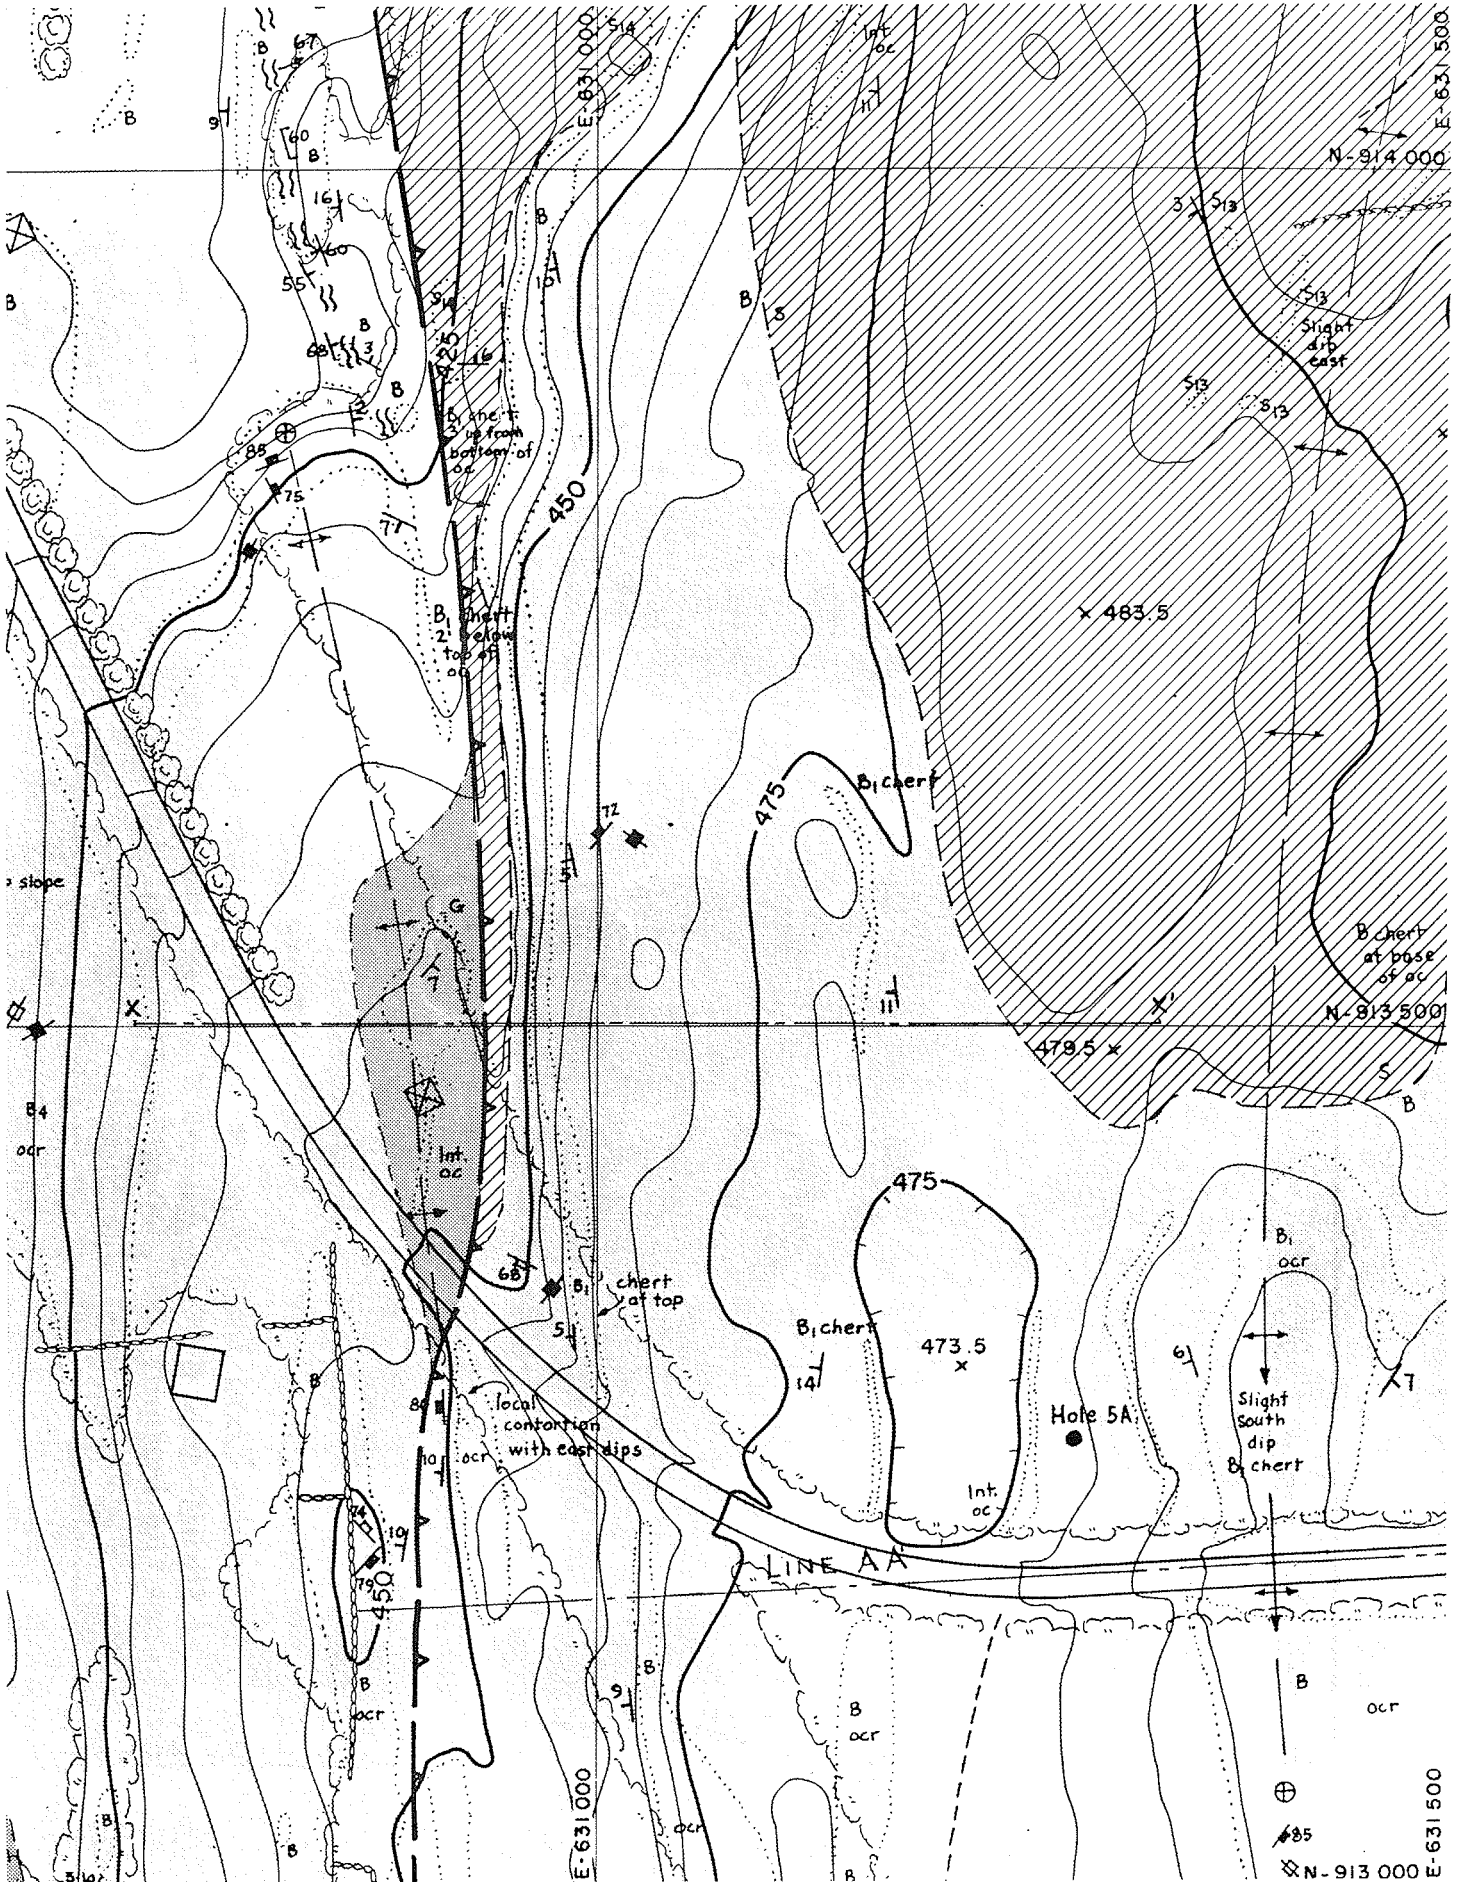 E-631 000
E-631 500
S14
Int.
oc
B
67
11
9
B
60
B
N-914 000
16
3
S13
B
60
55
15
B
B
S
S13
Slight
dip
east
S14
B
68
3
425
16
B
S13
S13
B1 chert
3' up from
bottom of
oc
85
75
77
450
B1 chert
2' below
top of
oc
483.5
475
B1 chert
72
5
slope
G
7
B chert
at base
of oc
N-913 500
X
11
X'
479.5
S
B
B4
ocr
Int.
oc
475
B1
ocr
68
B1
chert
at top
5
B1 chert
473.5
6
14
7
B
local
contortion
with east dips
Hole 5A
Slight
South
dip
B1 chert
10
ocr
Int.
oc
74
10
79
450
LINE AA
B
ocr
9
B
B
ocr
B
ocr
B
B
ocr
B
E-631 000
E-631 500
85
N-913 000